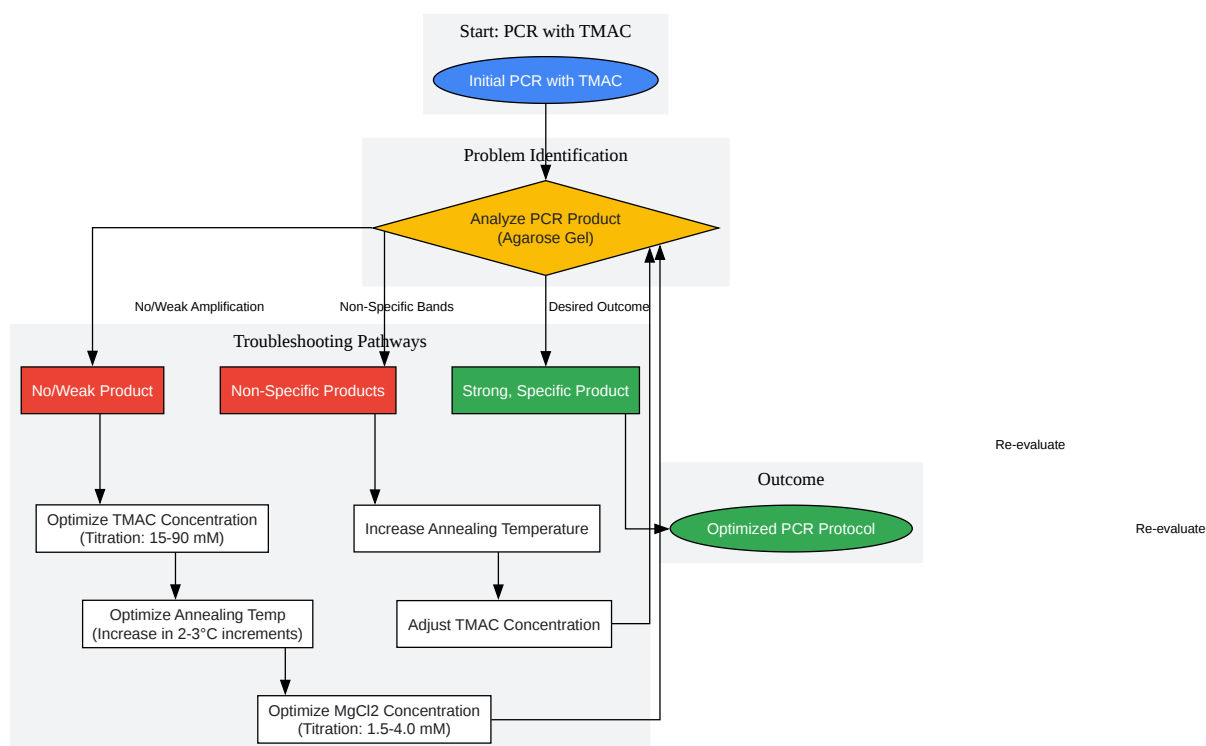 Start: PCR with TMAC
Initial PCR with TMAC
Problem Identification
Analyze PCR Product
(Agarose Gel)
No/Weak Amplification
Non-Specific Bands
Desired Outcome
Troubleshooting Pathways
No/Weak Product
Non-Specific Products
Strong, Specific Product
Re-evaluate
Outcome
Optimize TMAC Concentration
(Titration: 15-90 mM)
Increase Annealing Temperature
Optimized PCR Protocol
Re-evaluate
Optimize Annealing Temp
(Increase in 2-3°C increments)
Adjust TMAC Concentration
Optimize MgCl2 Concentration
(Titration: 1.5-4.0 mM)